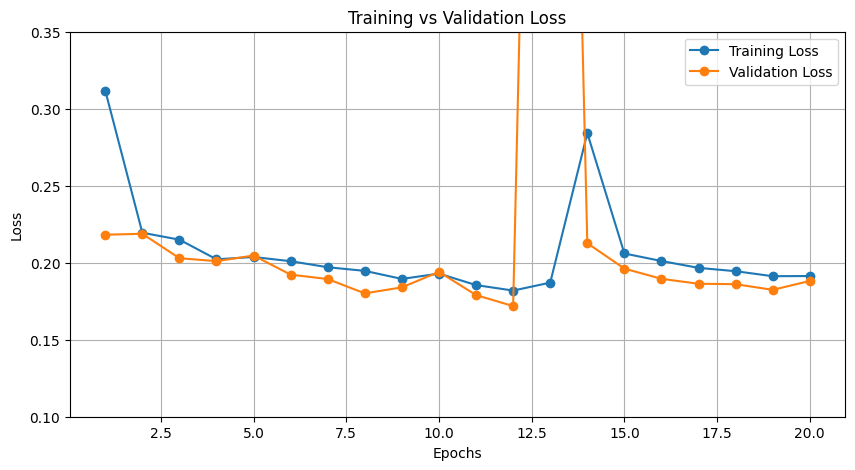 Training vs Validation Loss
Training Loss
Validation Loss
0.35
0.30
0.25
0.20
0.15
0.10
Loss
2.5
5.0
7.5
10.0
12.5
15.0
17.5
20.0
Epochs